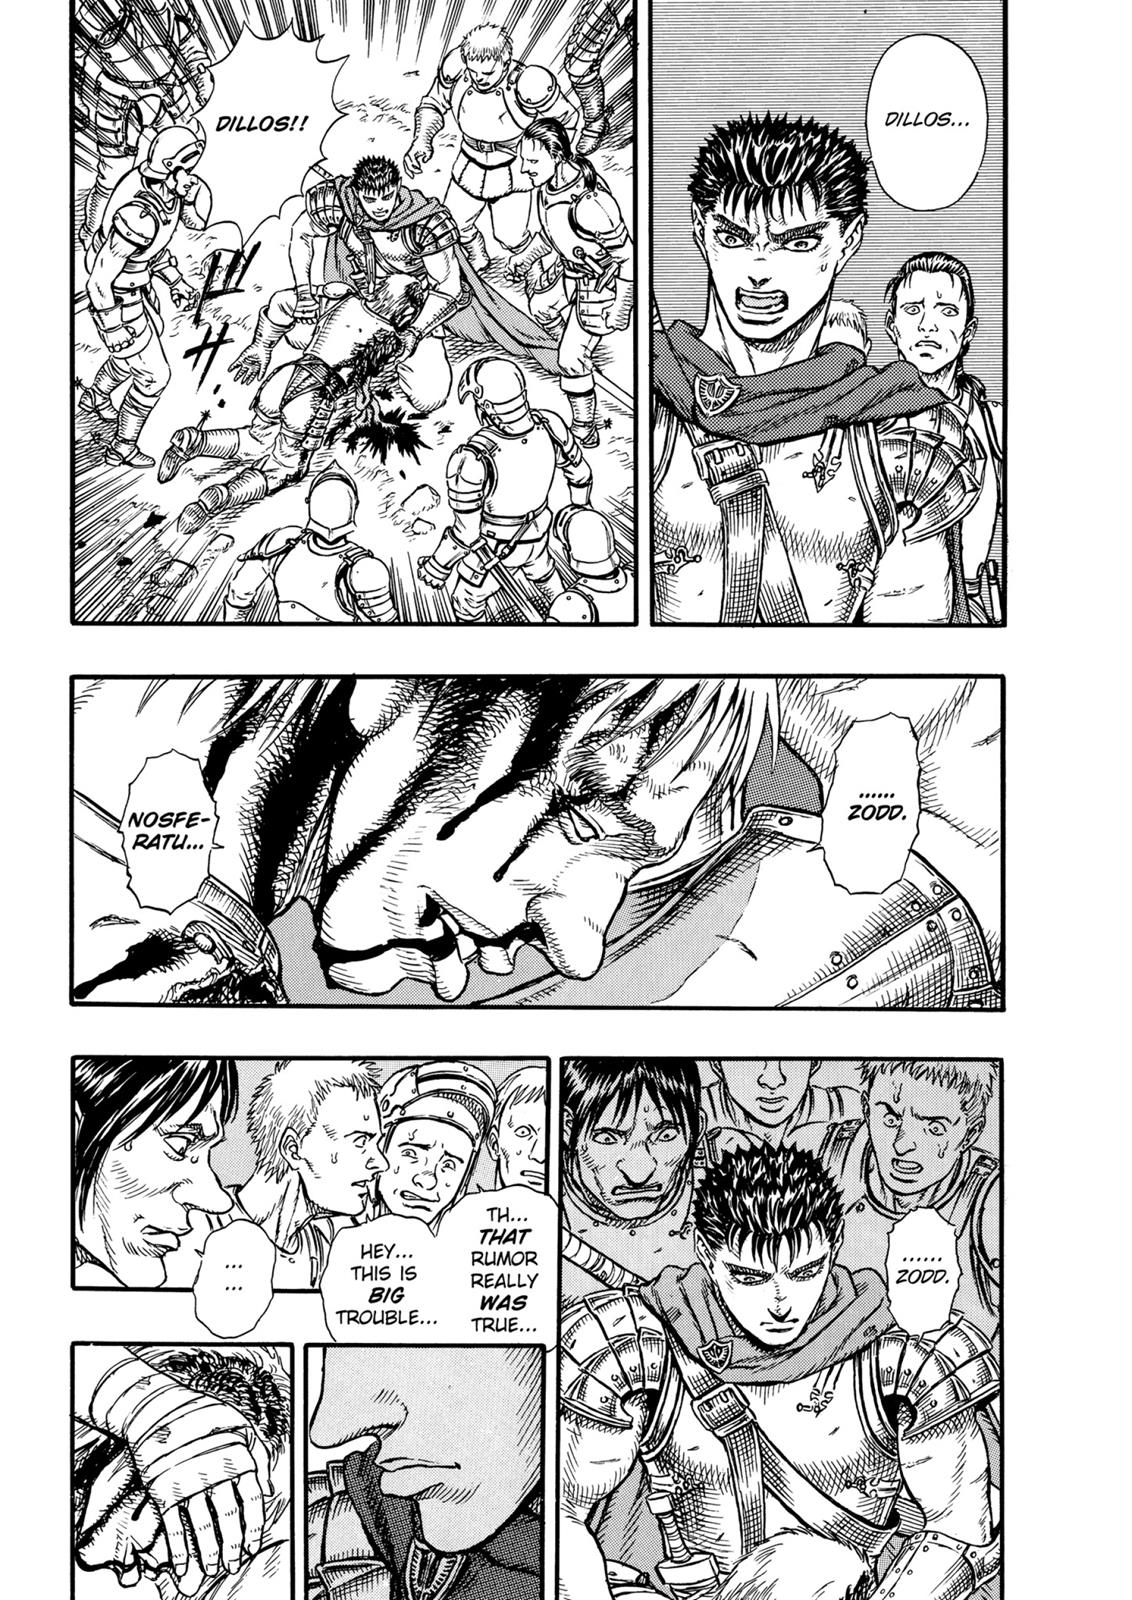 DILLOS...
DILLOS!!
......
ZODD.
NOSFE-
RATU...
......
ZODD.
TH...
THAT
RUMOR
REALLY
WAS
TRUE...
HEY...
THIS IS
BIG
TROUBLE...
...
...